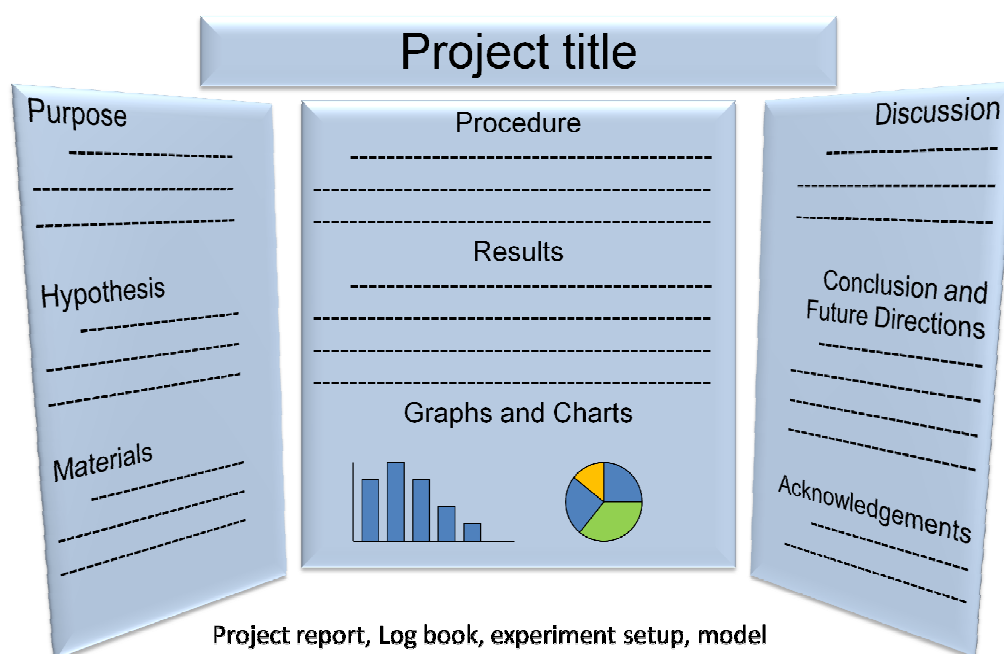 Project title
Purpose
Hypothesis
Materials
Procedure
Results
Graphs and Charts
Discussion
Conclusion and
Future Directions
Acknowledgements
Project report, Log book, experiment setup, model